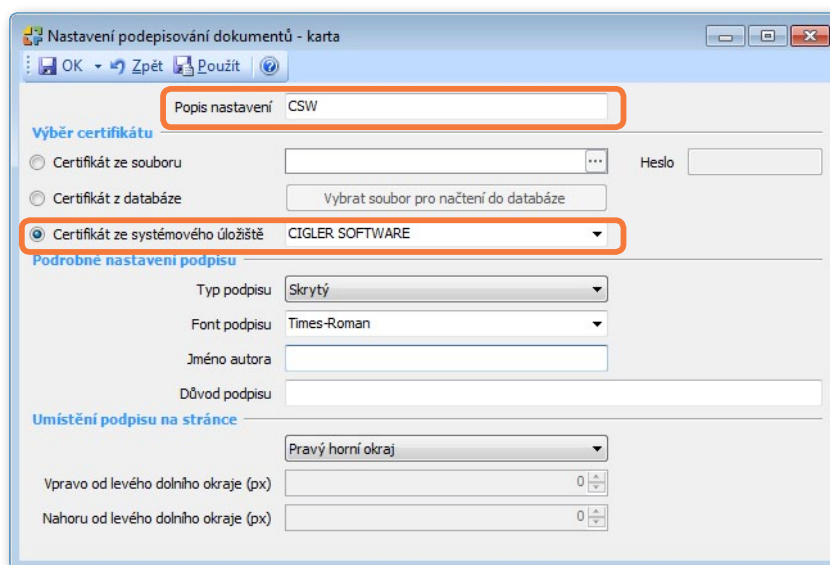 Nastavení podepisování dokumentů - karta
OK Zpět Použít
Popis nastavení CSW
Výběr certifikátu
Certifikát ze souboru ... Heslo
Certifikát z databáze Vybrat soubor pro načtení do databáze
Certifikát ze systémového úložiště CIGLER SOFTWARE
Podrobné nastavení podpisu
Typ podpisu Skrytý
Font podpisu Times-Roman
Jméno autora
Důvod podpisu
Umístění podpisu na stránce
Pravý horní okraj
Vpravo od levého dolního okraje (px) 0
Nahoru od levého dolního okraje (px) 0